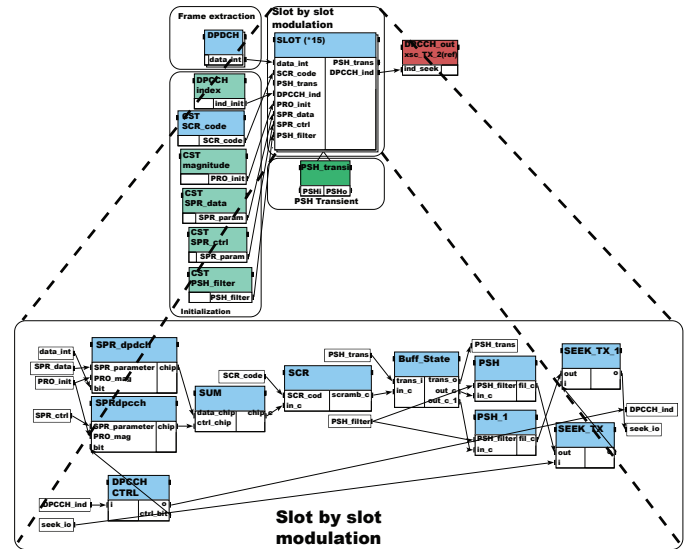 Frame extraction
DPDCH
data_int
Slot by slot
modulation
SLOT (*15)
data_int
SCR_code
PSH_trans
DPCCH_ind
PRO_init
SPR_data
SPR_ctrl
PSH_filter
PSH_trans
DPCCH_ind
DPCCH_out
xsc_TX_2(ref)
ind_seek
DPCCH
index
ind_init
CST
SCR_code
SCR_code
CST
magnitude
PRO_init
CST
SPR_data
SPR_param
CST
SPR_ctrl
SPR_param
CST
PSH_filter
PSH_filter
Initialization
PSH_transi
PSHi PSHo
PSH Transient
data_int
SPR_data
PRO_init
SPR_ctrl
SPR_dpdch
SPR_parameter chip
PRO_mag
bit
SPRdpcch
SPR_parameter chip
PRO_mag
bit
SUM
data_chip chip_c
ctrl_chip
SCR_code
SCR
SCR_cod scramb_c
in_c
PSH_trans
PSH_filter
Buff_State
trans_i trans_o
in_c out_c
out_c_1
PSH_trans
PSH
PSH_filter fil_c
in_c
PSH_1
PSH_filter fil_c
in_c
SEEK_TX_1
out o
i
SEEK_TX
out o
i
DPCCH_ind
seek_io
DPCCH
CTRL
i o
ctrl-bit
DPCCH_ind
seek_io
Slot by slot
modulation